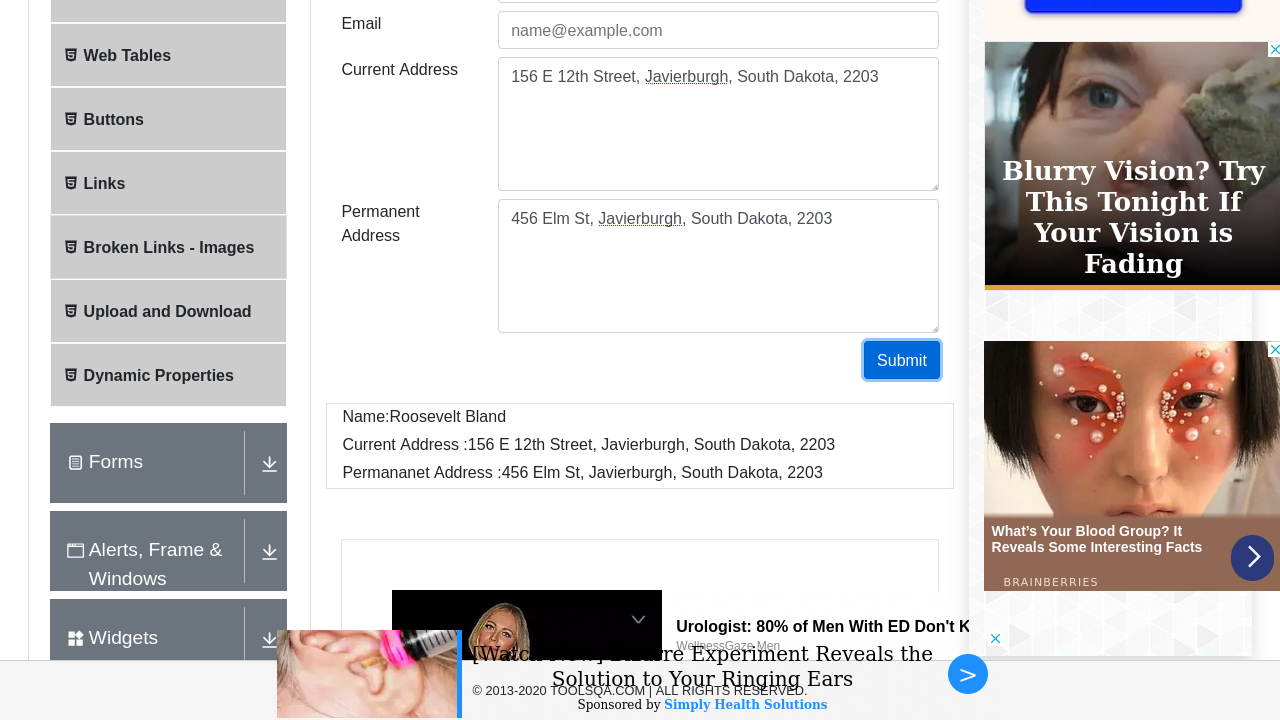 Email
name@example.com
Web Tables
Current Address
156 E 12th Street, Javierburgh, South Dakota, 2203
Buttons
Links
Permanent
Address
456 Elm St, Javierburgh, South Dakota, 2203
Broken Links - Images
Upload and Download
Submit
Dynamic Properties
Name:Roosevelt Bland
Current Address :156 E 12th Street, Javierburgh, South Dakota, 2203
Permananet Address :456 Elm St, Javierburgh, South Dakota, 2203
Forms
Alerts, Frame &
Windows
Widgets
Blurry Vision? Try
This Tonight If
Your Vision is
Fading
What's Your Blood Group? It
Reveals Some Interesting Facts
BRAINBERRIES
Urologist: 80% of Men With ED Don't K
WellnessGaze Men
[Watch Now] Bizarre Experiment Reveals the
Solution to Your Ringing Ears
© 2013-2020 TOOLSQA.COM | ALL RIGHTS RESERVED.
Sponsored by Simply Health Solutions